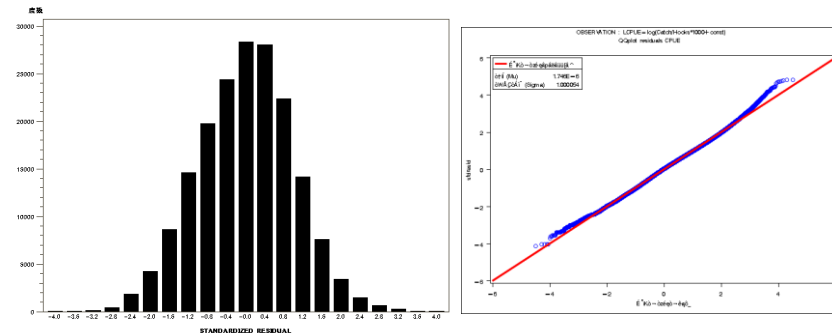 度数
30000
25000
20000
15000
10000
5000
0
-4.0 -3.6 -3.2 -2.8 -2.4 -2.0 -1.6 -1.2 -0.8 -0.4 -0.0 0.4 0.8 1.2 1.6 2.0 2.4 2.8 3.2 3.6 4.0
STANDARDIZED RESIDUAL
OBSERVATION : LCPUE=log(Catch/Hooks*1000+const)
QQplot residuals CPUE
(Mu)
(Sigma) 1.000054
6
4
2
0
-2
-4
-6
-6 -4 -2 0 2 4